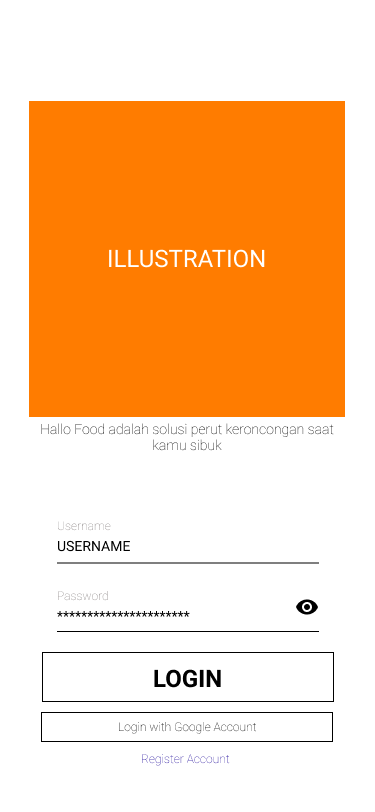 ILLUSTRATION
Hallo Food adalah solusi perut keroncongan saat
kamu sibuk
Username
USERNAME
Password
**********************
LOGIN
Login with Google Account
Register Account